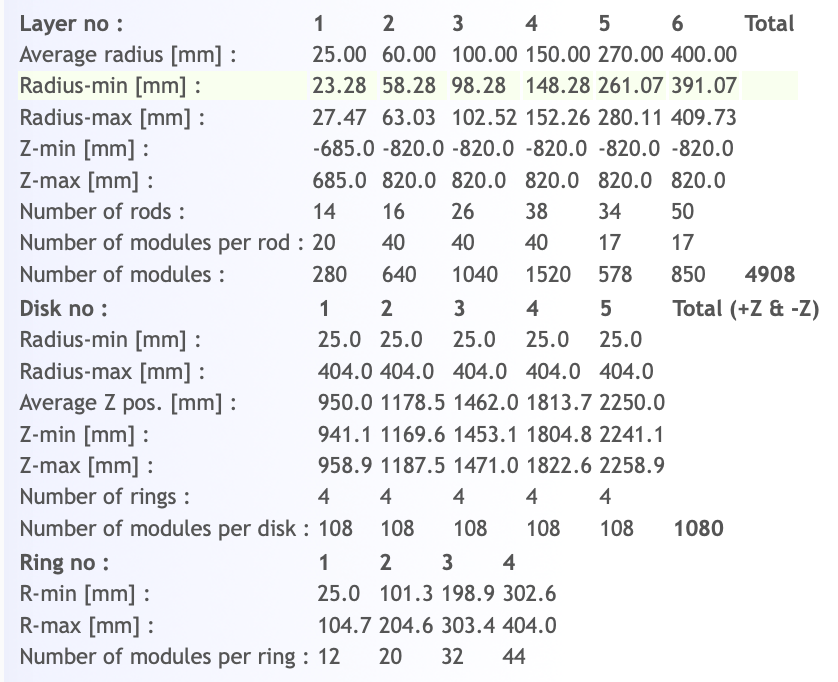 Layer no : 1 2 3 4 5 6 Total
Average radius [mm] : 25.00 60.00 100.00 150.00 270.00 400.00
Radius-min [mm] : 23.28 58.28 98.28 148.28 261.07 391.07
Radius-max [mm] : 27.47 63.03 102.52 152.26 280.11 409.73
Z-min [mm] : -685.0 -820.0 -820.0 -820.0 -820.0 -820.0
Z-max [mm] : 685.0 820.0 820.0 820.0 820.0 820.0
Number of rods : 14 16 26 38 34 50
Number of modules per rod : 20 40 40 40 17 17
Number of modules : 280 640 1040 1520 578 850 4908
Disk no : 1 2 3 4 5 Total (+Z & -Z)
Radius-min [mm] : 25.0 25.0 25.0 25.0 25.0
Radius-max [mm] : 404.0 404.0 404.0 404.0 404.0
Average Z pos. [mm] : 950.0 1178.5 1462.0 1813.7 2250.0
Z-min [mm] : 941.1 1169.6 1453.1 1804.8 2241.1
Z-max [mm] : 958.9 1187.5 1471.0 1822.6 2258.9
Number of rings : 4 4 4 4 4
Number of modules per disk : 108 108 108 108 108 1080
Ring no : 1 2 3 4
R-min [mm] : 25.0 101.3 198.9 302.6
R-max [mm] : 104.7 204.6 303.4 404.0
Number of modules per ring : 12 20 32 44